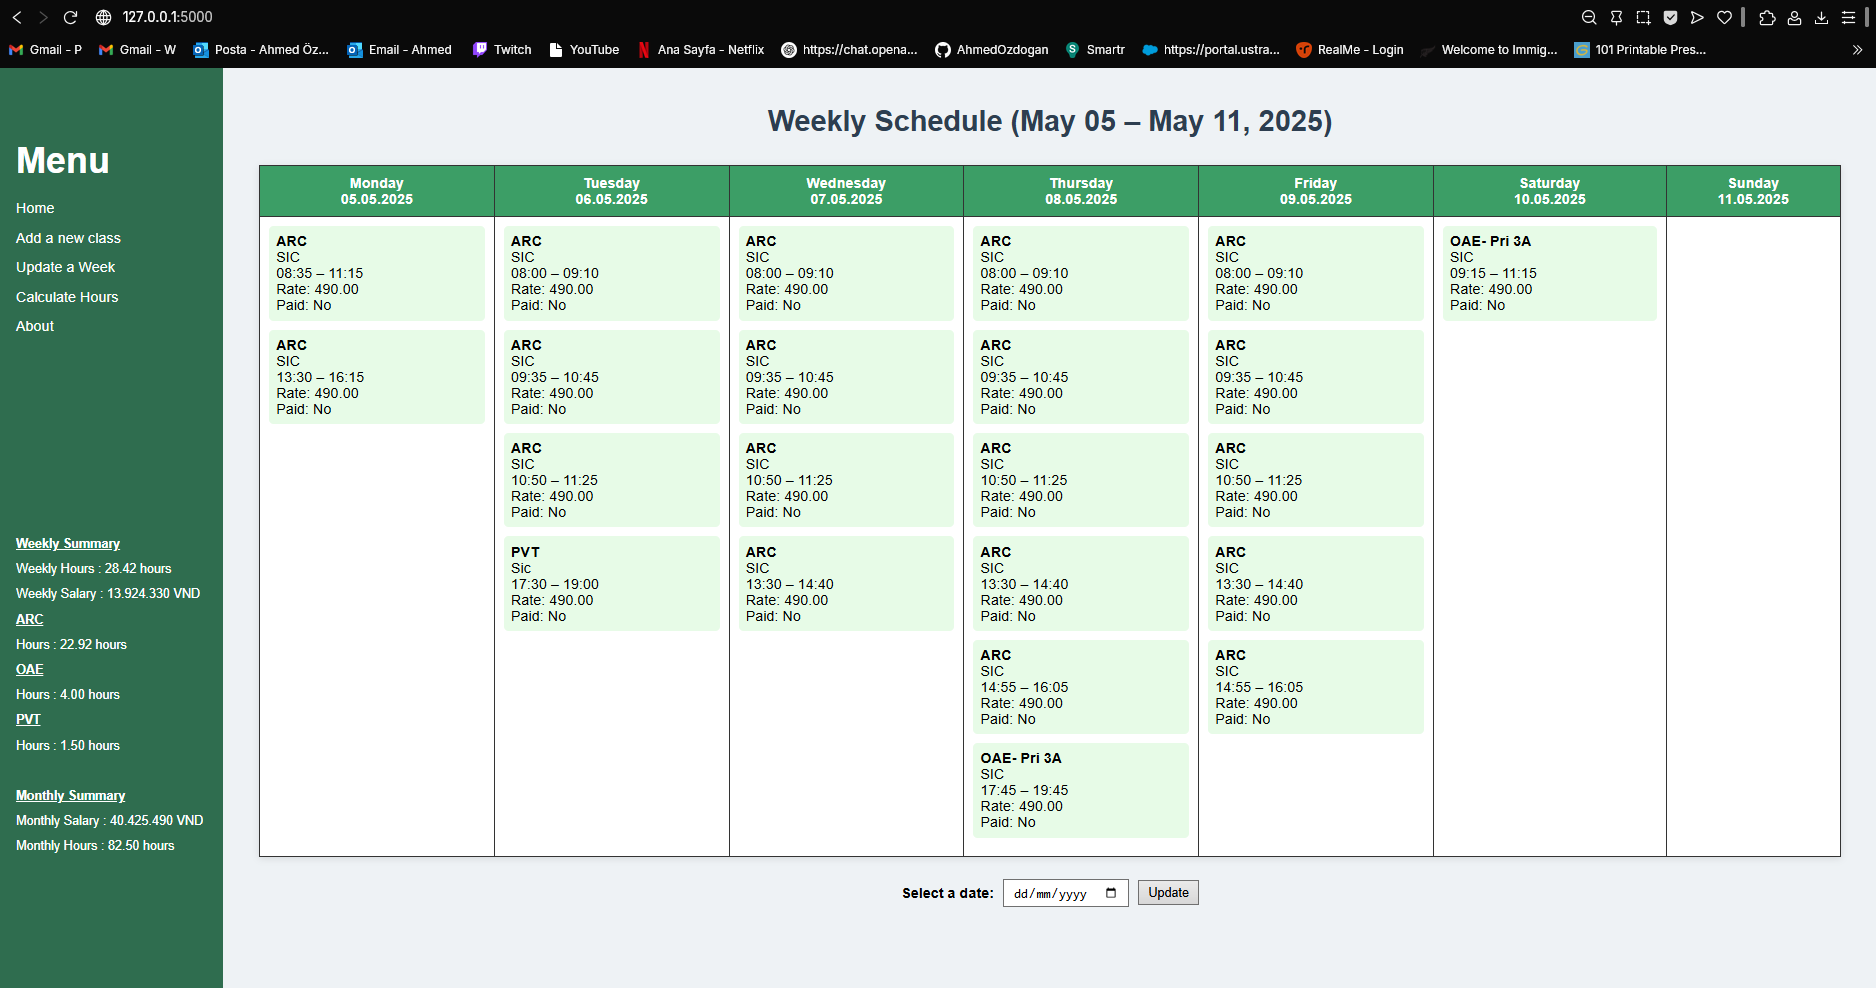 127.0.0.1:5000
Gmail - P
Gmail - W
Posta - Ahmed Öz...
Email - Ahmed
Twitch
YouTube
Ana Sayfa - Netflix
https://chat.opena...
AhmedOzdogan
Smartr
https://portal.ustra...
RealMe - Login
Welcome to Immig...
101 Printable Pres...
Menu
Home
Add a new class
Update a Week
Calculate Hours
About
Weekly Summary
Weekly Hours : 28.42 hours
Weekly Salary : 13.924.330 VND
ARC
Hours : 22.92 hours
OAE
Hours : 4.00 hours
PVT
Hours : 1.50 hours
Monthly Summary
Monthly Salary : 40.425.490 VND
Monthly Hours : 82.50 hours
Weekly Schedule (May 05 – May 11, 2025)
Monday
05.05.2025
ARC
SIC
08:35 – 11:15
Rate: 490.00
Paid: No
ARC
SIC
13:30 – 16:15
Rate: 490.00
Paid: No
Tuesday
06.05.2025
ARC
SIC
08:00 – 09:10
Rate: 490.00
Paid: No
ARC
SIC
09:35 – 10:45
Rate: 490.00
Paid: No
ARC
SIC
10:50 – 11:25
Rate: 490.00
Paid: No
PVT
Sic
17:30 – 19:00
Rate: 490.00
Paid: No
Wednesday
07.05.2025
ARC
SIC
08:00 – 09:10
Rate: 490.00
Paid: No
ARC
SIC
09:35 – 10:45
Rate: 490.00
Paid: No
ARC
SIC
10:50 – 11:25
Rate: 490.00
Paid: No
ARC
SIC
13:30 – 14:40
Rate: 490.00
Paid: No
Thursday
08.05.2025
ARC
SIC
08:00 – 09:10
Rate: 490.00
Paid: No
ARC
SIC
09:35 – 10:45
Rate: 490.00
Paid: No
ARC
SIC
10:50 – 11:25
Rate: 490.00
Paid: No
ARC
SIC
13:30 – 14:40
Rate: 490.00
Paid: No
ARC
SIC
14:55 – 16:05
Rate: 490.00
Paid: No
OAE- Pri 3A
SIC
17:45 – 19:45
Rate: 490.00
Paid: No
Friday
09.05.2025
ARC
SIC
08:00 – 09:10
Rate: 490.00
Paid: No
ARC
SIC
09:35 – 10:45
Rate: 490.00
Paid: No
ARC
SIC
10:50 – 11:25
Rate: 490.00
Paid: No
ARC
SIC
13:30 – 14:40
Rate: 490.00
Paid: No
ARC
SIC
14:55 – 16:05
Rate: 490.00
Paid: No
Saturday
10.05.2025
OAE- Pri 3A
SIC
09:15 – 11:15
Rate: 490.00
Paid: No
Sunday
11.05.2025
Select a date:
dd/mm/yyyy
Update